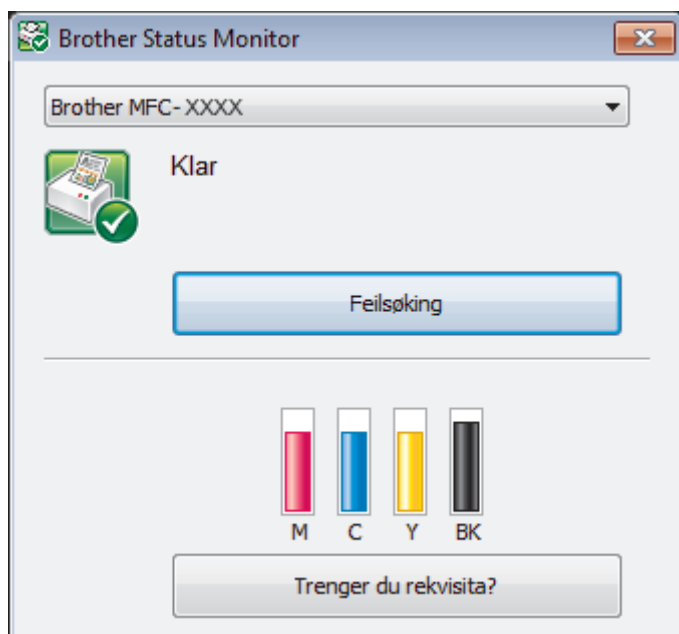 Brother Status Monitor
Brother MFC- XXXX
Klar
Feilsøking
M C Y BK
Trenger du rekvisita?